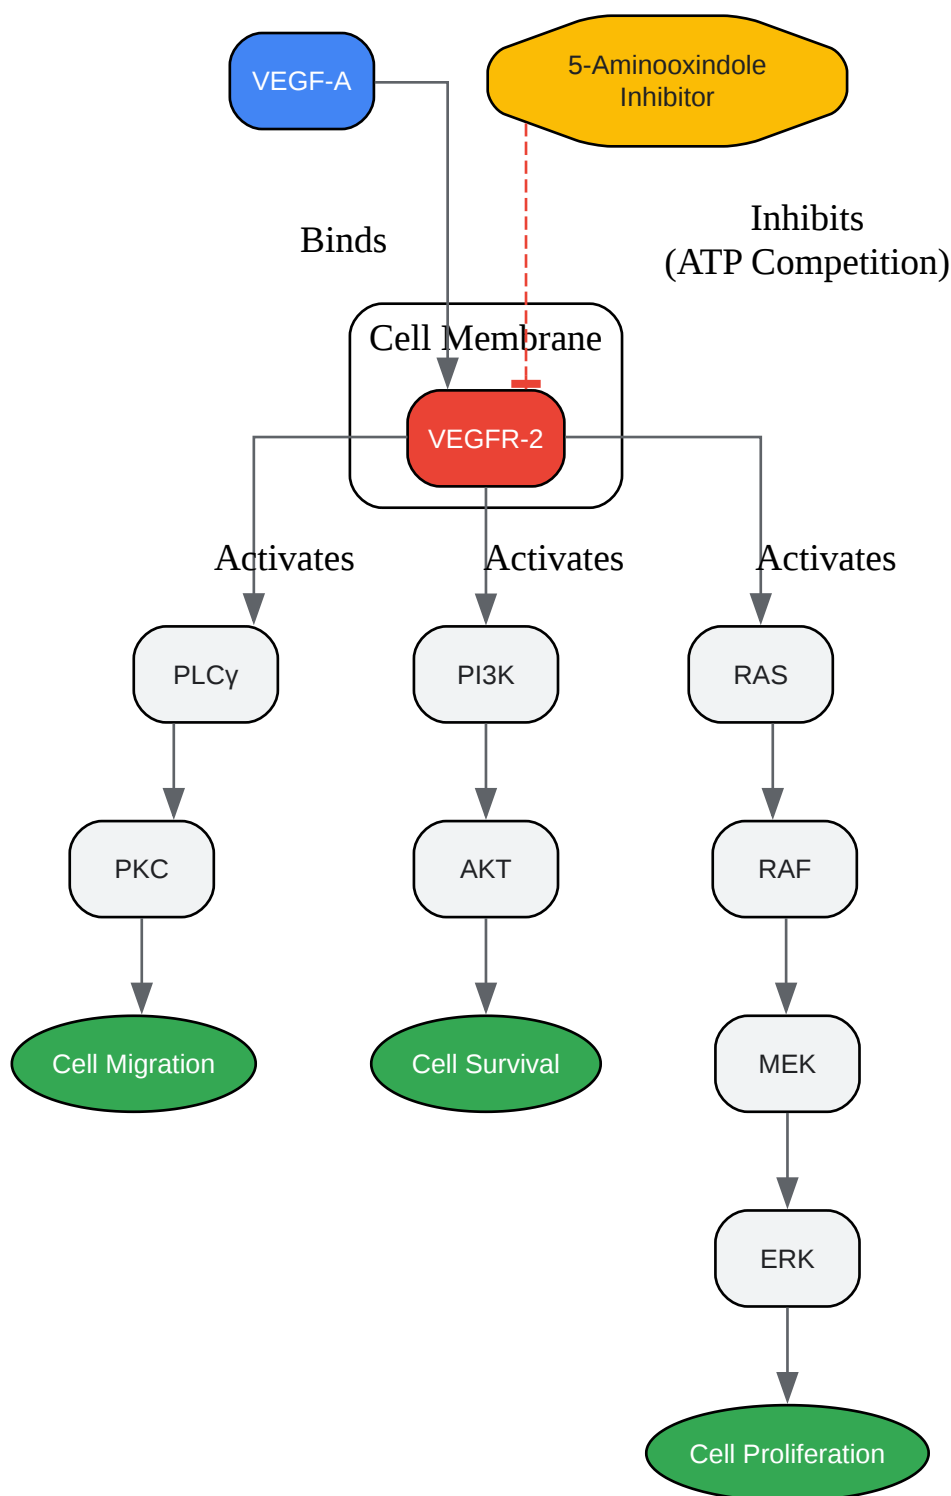 VEGF-A
5-Aminooxindole
Inhibitor
Binds
Inhibits
(ATP Competition)
Cell Membrane
VEGFR-2
Activates
Activates
Activates
PLCγ
PI3K
RAS
PKC
AKT
RAF
Cell Migration
Cell Survival
MEK
ERK
Cell Proliferation